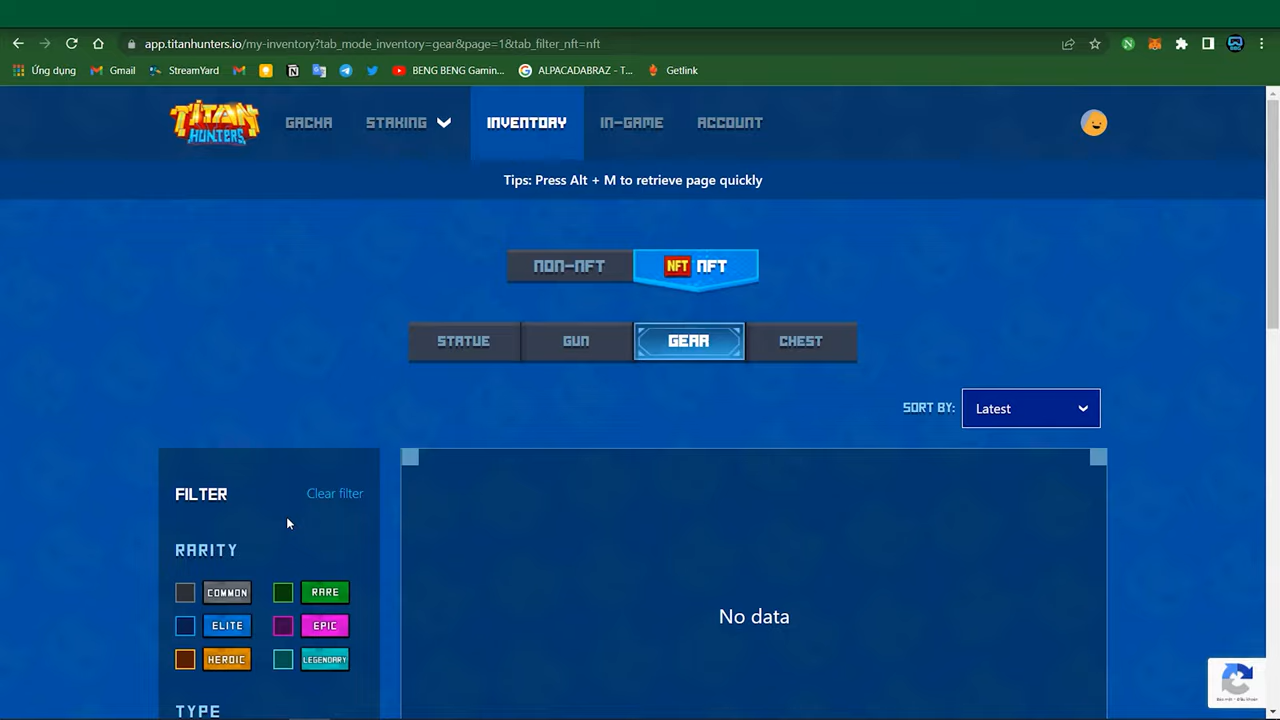 app.titanhunters.io/my-inventory?tab_mode_inventory=gear&page=1&tab_filter_nft=nft
Ứng dụng Gmail StreamYard BENG BENG Gamin... ALPACADABRAZ - T... Getlink
TITAN HUNTERS GACHA STAKING INVENTORY IN-GAME ACCOUNT
Tips: Press Alt + M to retrieve page quickly
NON-NFT NFT NFT
STATUE GUN GEAR CHEST
SORT BY: Latest
FILTER Clear filter
RARITY
COMMON RARE
ELITE EPIC
HEROIC LEGENDARY
No data
TYPE